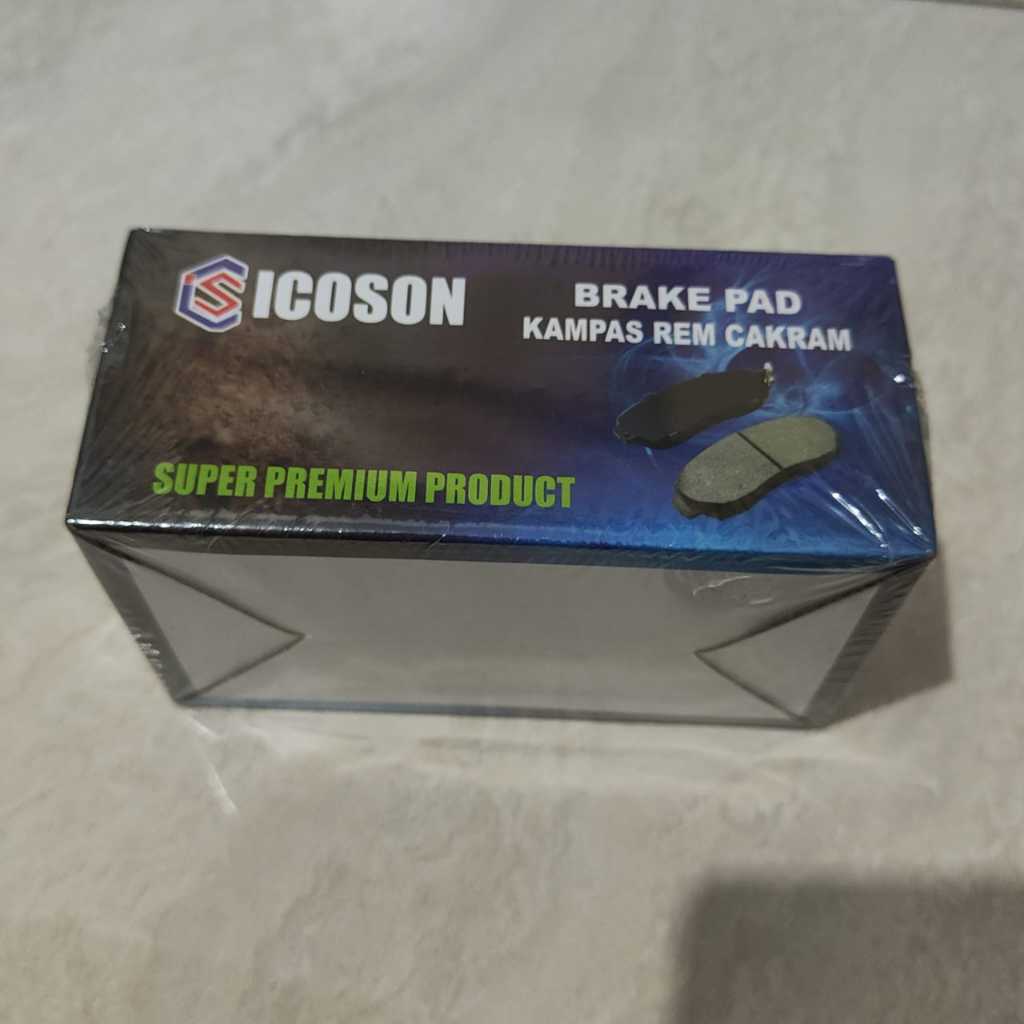 ICOSON
BRAKE PAD
KAMPAS REM CAKRAM
SUPER PREMIUM PRODUCT